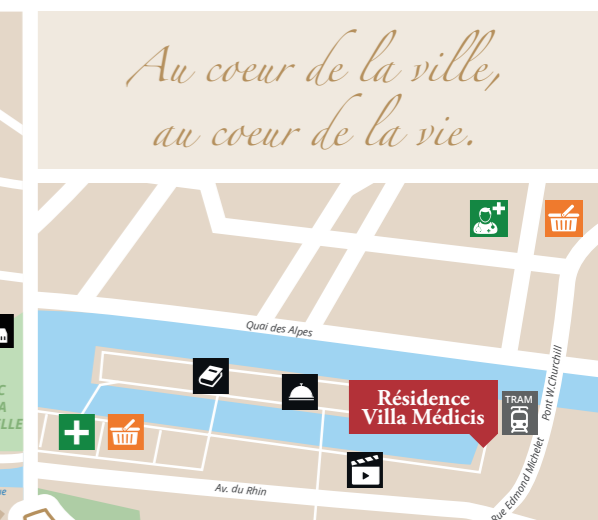 Au coeur de la ville,
au coeur de la vie.
Quai des Alpes
Pont W.Churchill
Résidence
Villa Médicis
TRAM
Rue Edmond Michelet
Av. du Rhin